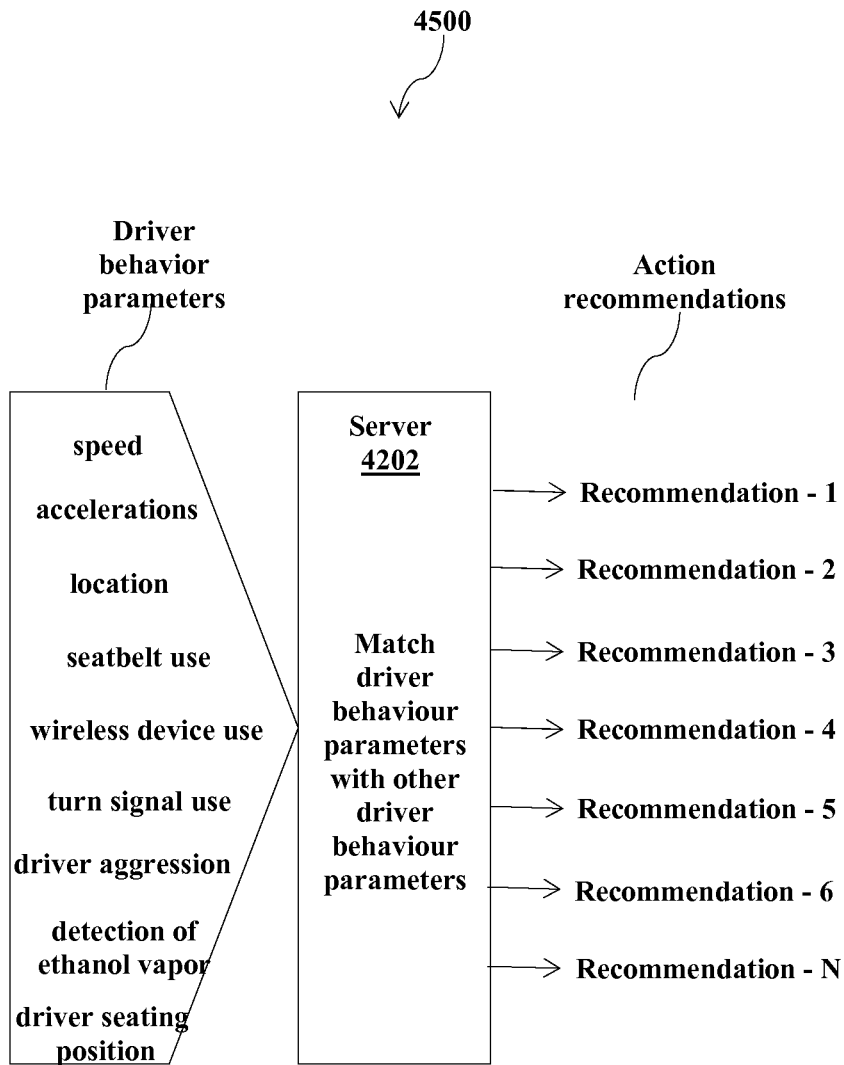 4500
Driver
behavior
parameters
Action
recommendations
speed
accelerations
location
seatbelt use
wireless device use
turn signal use
driver aggression
detection of
ethanol vapor
driver seating
position
Server
4202
Match
driver
behaviour
parameters
with other
driver
behaviour
parameters
Recommendation - 1
Recommendation - 2
Recommendation - 3
Recommendation - 4
Recommendation - 5
Recommendation - 6
Recommendation - N